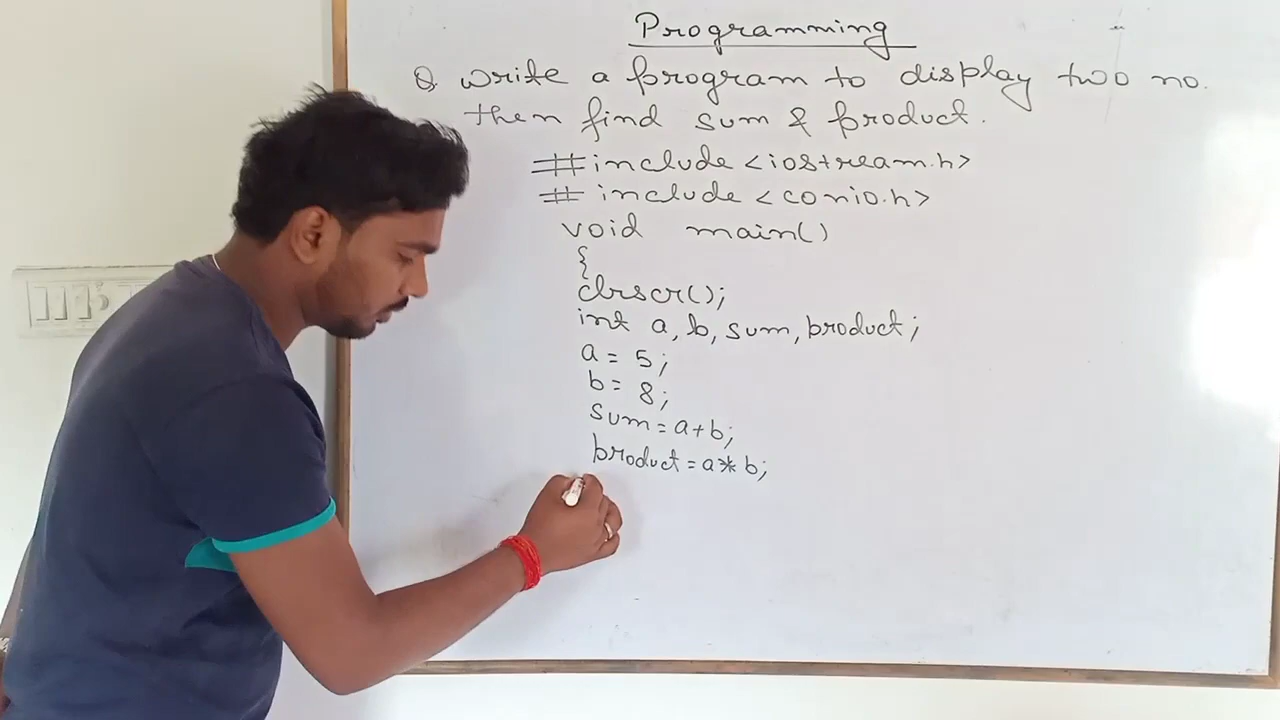 Programming
Q. Write a program to display two no.
then find sum & product.
#include <iostream.h>
# include <conio.h>
void main()
{
clrscr();
int a, b, sum, product;
a = 5;
b = 8;
sum = a+b;
product = a * b;